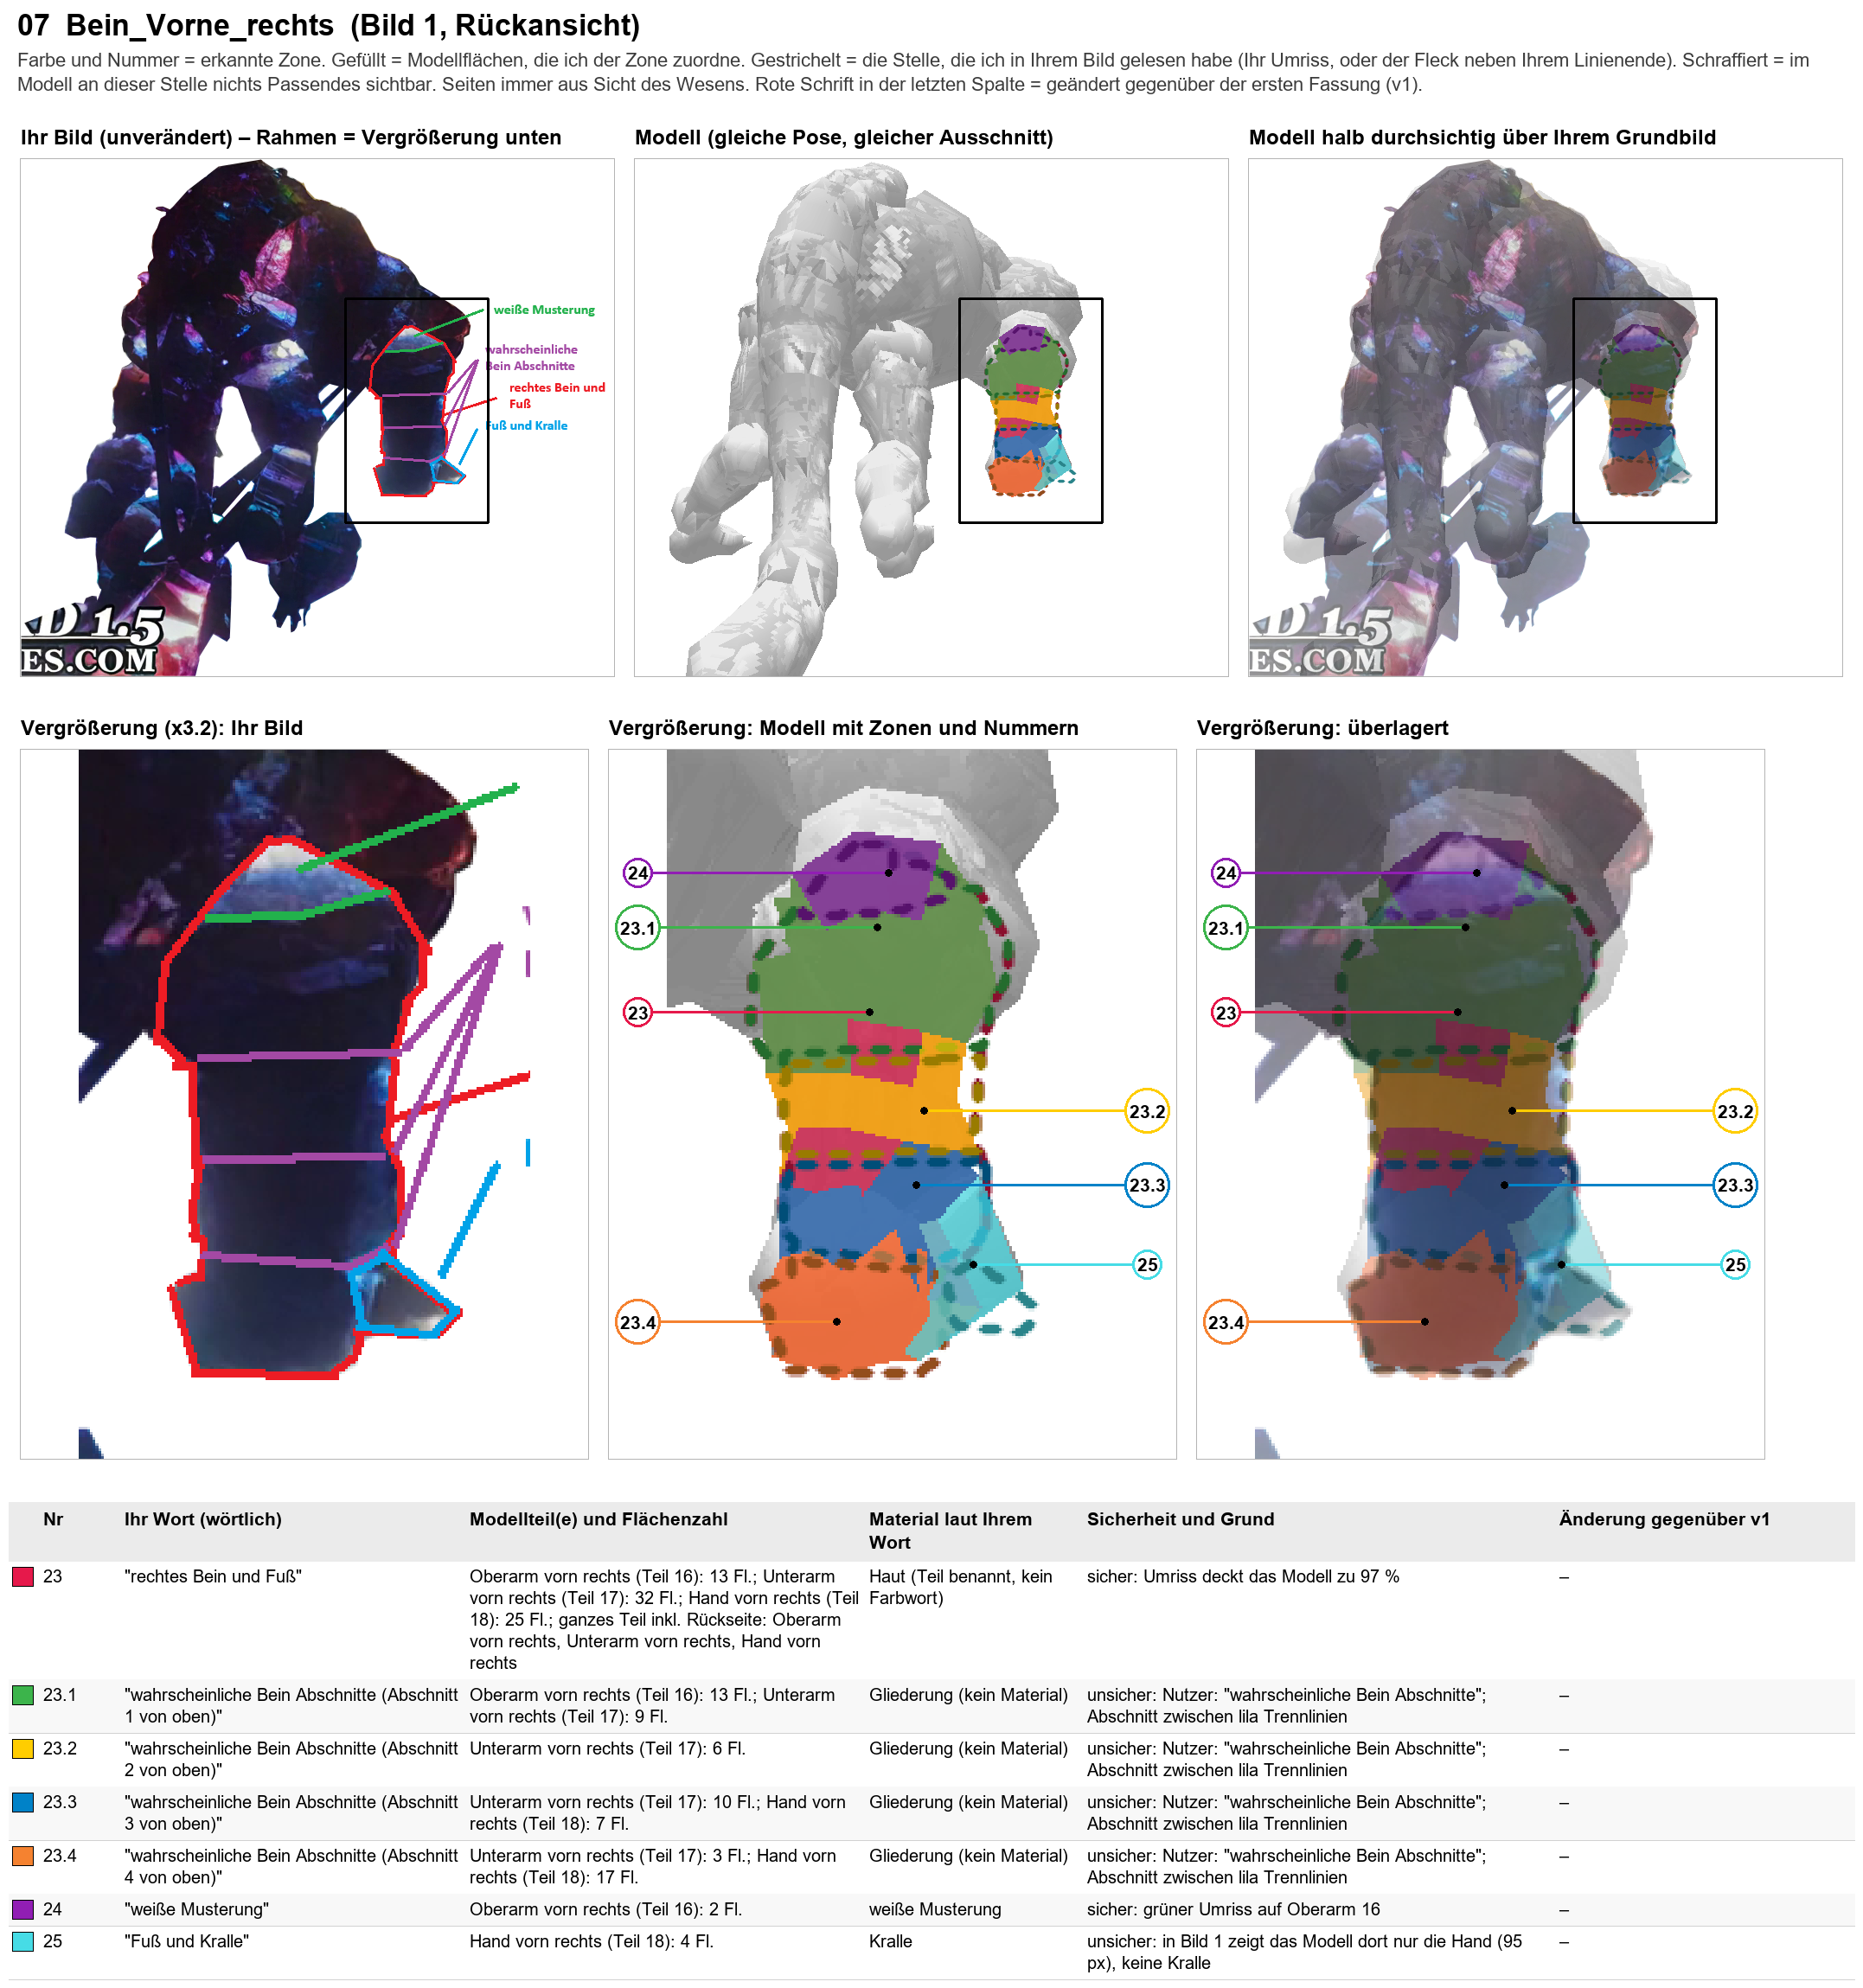 07 Bein_Vorne_rechts (Bild 1, Rückansicht)
Farbe und Nummer = erkannte Zone. Gefüllt = Modellflächen, die ich der Zone zuordne. Gestrichelt = die Stelle, die ich in Ihrem Bild gelesen habe (Ihr Umriss, oder der Fleck neben Ihrem Linienende). Schraffiert = im
Modell an dieser Stelle nichts Passendes sichtbar. Seiten immer aus Sicht des Wesens. Rote Schrift in der letzten Spalte = geändert gegenüber der ersten Fassung (v1).
Ihr Bild (unverändert) – Rahmen = Vergrößerung unten
Modell (gleiche Pose, gleicher Ausschnitt)
Modell halb durchsichtig über Ihrem Grundbild
weiße Musterung
wahrscheinliche
Bein Abschnitte
rechtes Bein und
Fuß
Fuß und Kralle
D 1.5
ES.COM
D 1.5
ES.COM
Vergrößerung (x3.2): Ihr Bild
Vergrößerung: Modell mit Zonen und Nummern
Vergrößerung: überlagert
24
23.1
23
23.2
23.3
25
23.4
24
23.1
23
23.2
23.3
25
23.4
Nr Ihr Wort (wörtlich) Modellteil(e) und Flächenzahl Material laut Ihrem Sicherheit und Grund Änderung gegenüber v1
Wort
23 "rechtes Bein und Fuß" Oberarm vorn rechts (Teil 16): 13 Fl.; Unterarm Haut (Teil benannt, kein sicher: Umriss deckt das Modell zu 97 % –
vorn rechts (Teil 17): 32 Fl.; Hand vorn rechts (Teil Farbwort)
18): 25 Fl.; ganzes Teil inkl. Rückseite: Oberarm
vorn rechts, Unterarm vorn rechts, Hand vorn
rechts
23.1 "wahrscheinliche Bein Abschnitte (Abschnitt Oberarm vorn rechts (Teil 16): 13 Fl.; Unterarm Gliederung (kein Material) unsicher: Nutzer: "wahrscheinliche Bein Abschnitte"; –
1 von oben)" vorn rechts (Teil 17): 9 Fl. Abschnitt zwischen lila Trennlinien
23.2 "wahrscheinliche Bein Abschnitte (Abschnitt Unterarm vorn rechts (Teil 17): 6 Fl. Gliederung (kein Material) unsicher: Nutzer: "wahrscheinliche Bein Abschnitte"; –
2 von oben)" Abschnitt zwischen lila Trennlinien
23.3 "wahrscheinliche Bein Abschnitte (Abschnitt Unterarm vorn rechts (Teil 17): 10 Fl.; Hand vorn Gliederung (kein Material) unsicher: Nutzer: "wahrscheinliche Bein Abschnitte"; –
3 von oben)" rechts (Teil 18): 7 Fl. Abschnitt zwischen lila Trennlinien
23.4 "wahrscheinliche Bein Abschnitte (Abschnitt Unterarm vorn rechts (Teil 17): 3 Fl.; Hand vorn Gliederung (kein Material) unsicher: Nutzer: "wahrscheinliche Bein Abschnitte"; –
4 von oben)" rechts (Teil 18): 17 Fl. Abschnitt zwischen lila Trennlinien
24 "weiße Musterung" Oberarm vorn rechts (Teil 16): 2 Fl. weiße Musterung sicher: grüner Umriss auf Oberarm 16 –
25 "Fuß und Kralle" Hand vorn rechts (Teil 18): 4 Fl. Kralle unsicher: in Bild 1 zeigt das Modell dort nur die Hand (95 –
px), keine Kralle